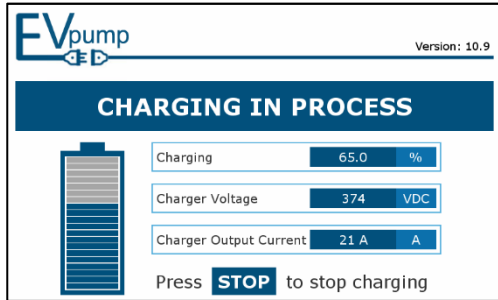 EVpump
Version: 10.9
CHARGING IN PROCESS
Charging 65.0 %
Charger Voltage 374 VDC
Charger Output Current 21 A A
Press STOP to stop charging